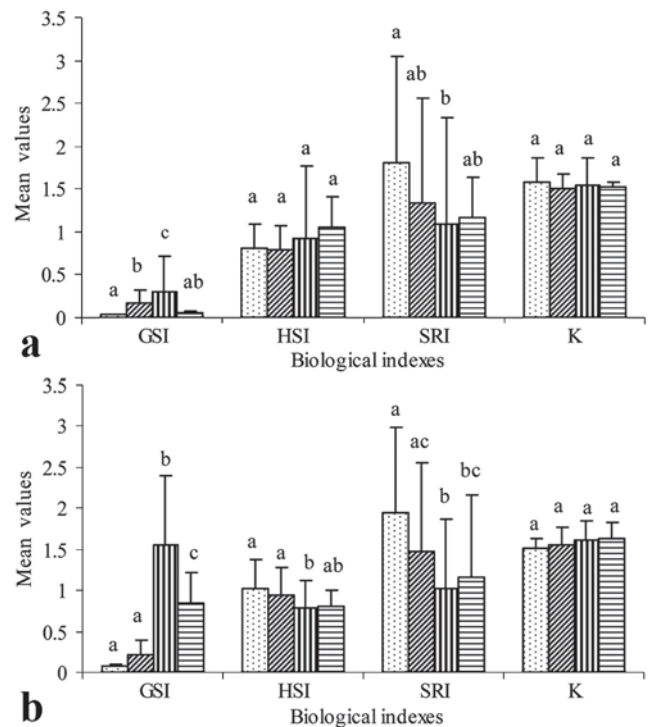 3.5
3
2.5
2
1.5
1
0.5
0
Mean values
a b c ab
a a a a
a ab b ab
a a a a
GSI HSI SRI K
Biological indexes
a
3.5
3
2.5
2
1.5
1
0.5
0
Mean values
a a b c
a a b ab
a ac b bc
a a a a
GSI HSI SRI K
Biological indexes
b